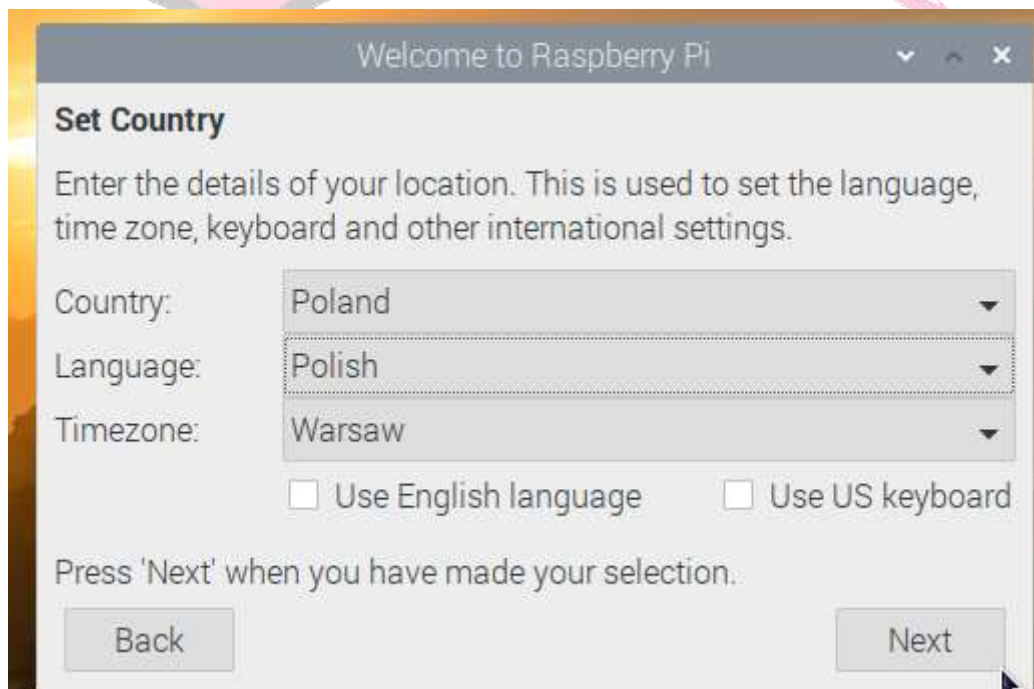 Welcome to Raspberry Pi
Set Country
Enter the details of your location. This is used to set the language,
time zone, keyboard and other international settings.
Country: Poland
Language: Polish
Timezone: Warsaw
Use English language Use US keyboard
Press 'Next' when you have made your selection.
Back Next